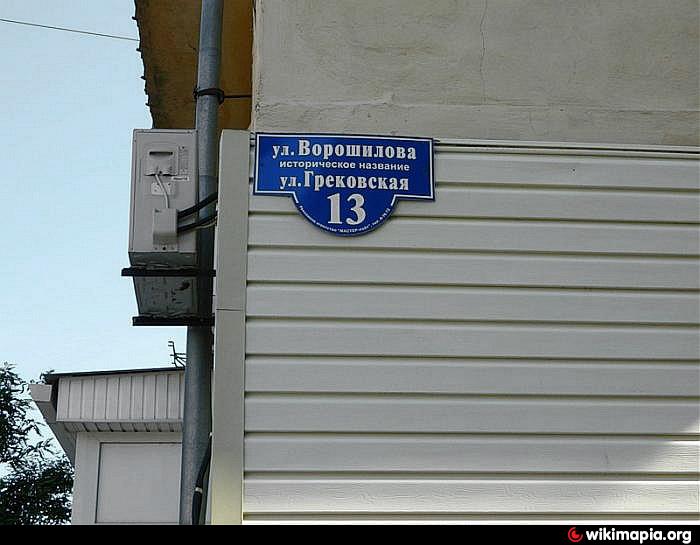 ул. Ворошилова
историческое название
ул. Грековская
13
wikimapia.org